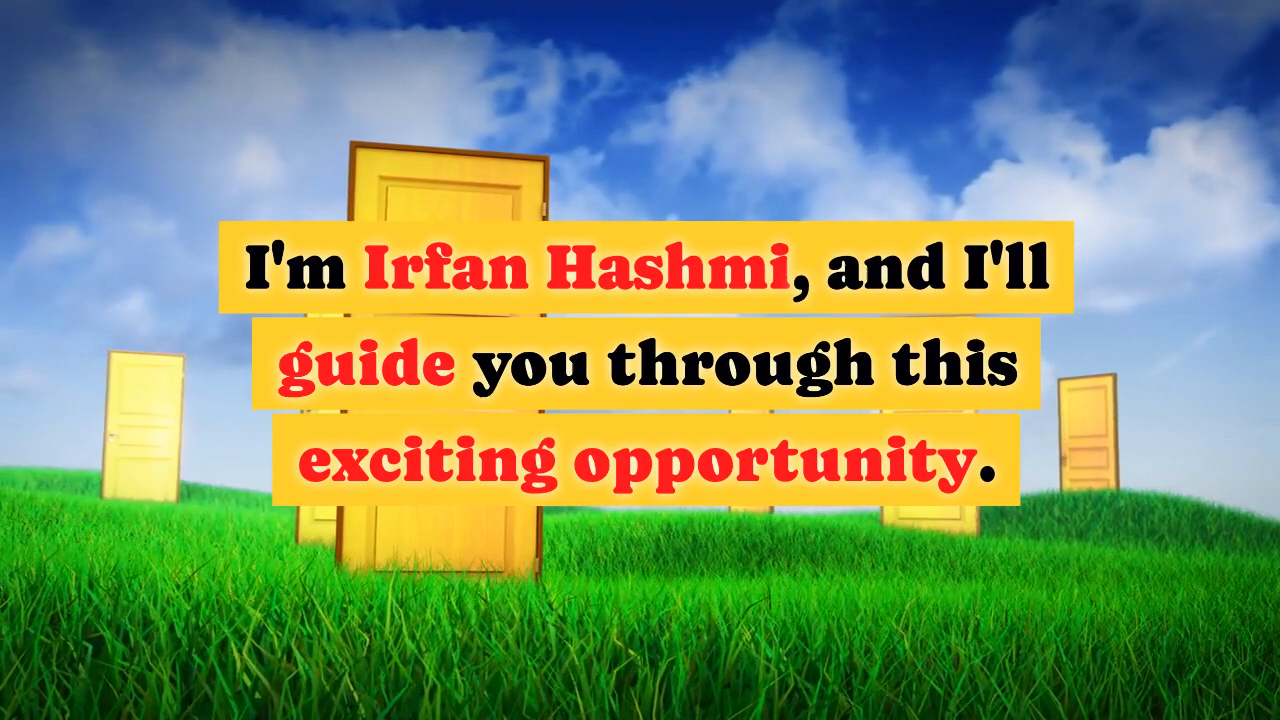 I'm Irfan Hashmi, and I'll
guide you through this
exciting opportunity.